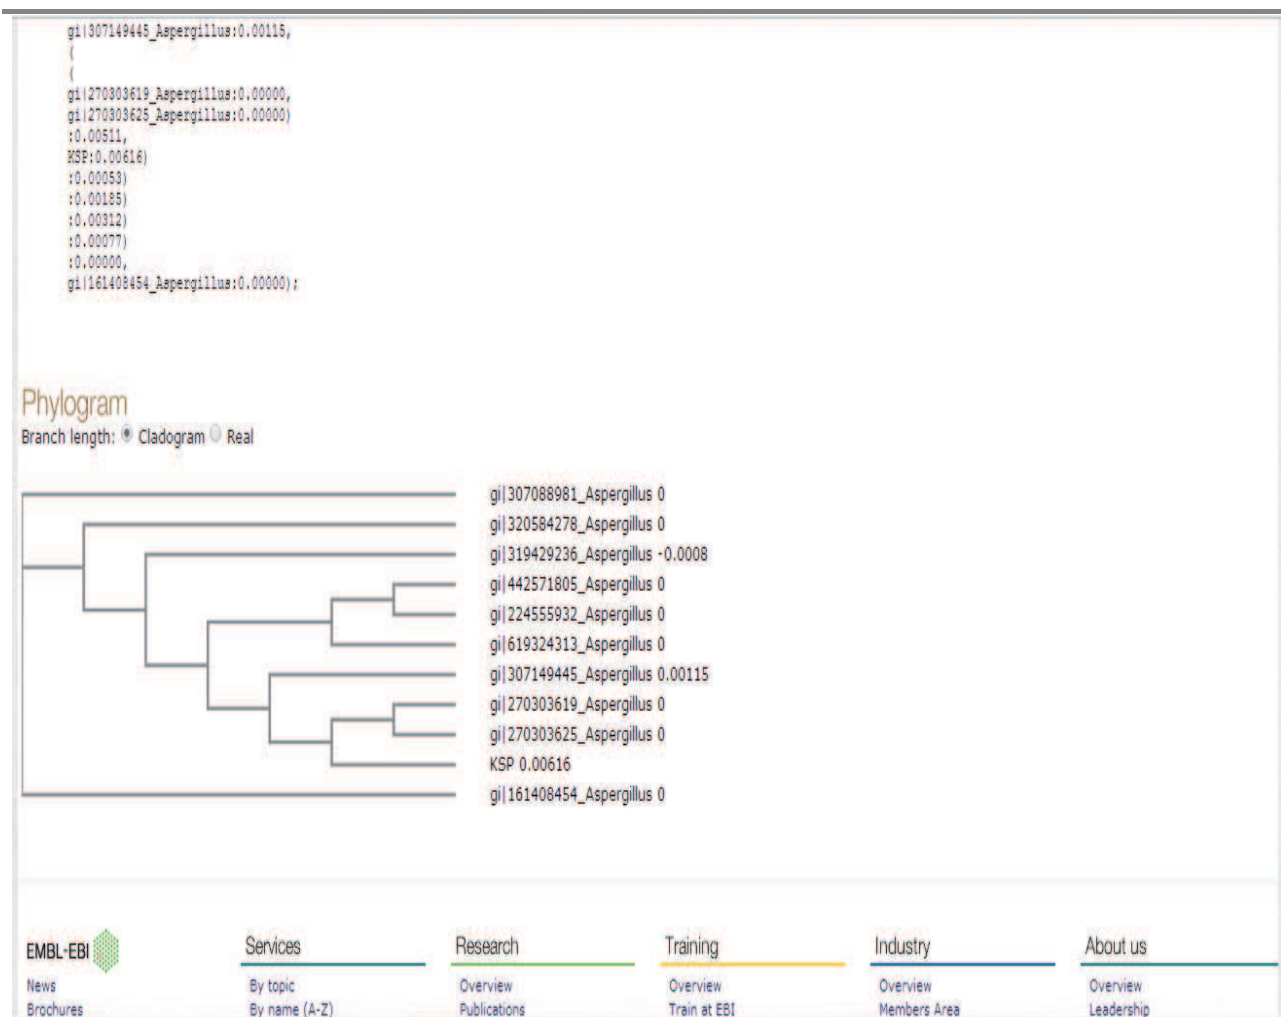 gi|307149445_Aspergillus:0.00115,
(
(
gi|270303619_Aspergillus:0.00000,
gi|270303625_Aspergillus:0.00000)
:0.00511,
KSP:0.00616)
:0.00053)
:0.00185)
:0.00312)
:0.00077)
:0.00000,
gi|161408454_Aspergillus:0.00000);
Phylogram
Branch length: Cladogram Real
gi|307088981_Aspergillus 0
gi|320584278_Aspergillus 0
gi|319429236_Aspergillus -0.0008
gi|442571805_Aspergillus 0
gi|224555932_Aspergillus 0
gi|619324313_Aspergillus 0
gi|307149445_Aspergillus 0.00115
gi|270303619_Aspergillus 0
gi|270303625_Aspergillus 0
KSP 0.00616
gi|161408454_Aspergillus 0
EMBL-EBI Services Research Training Industry About us
News By topic Overview Overview Overview Overview
Brochures By name (A-Z) Publications Train at EBI Members Area Leadership